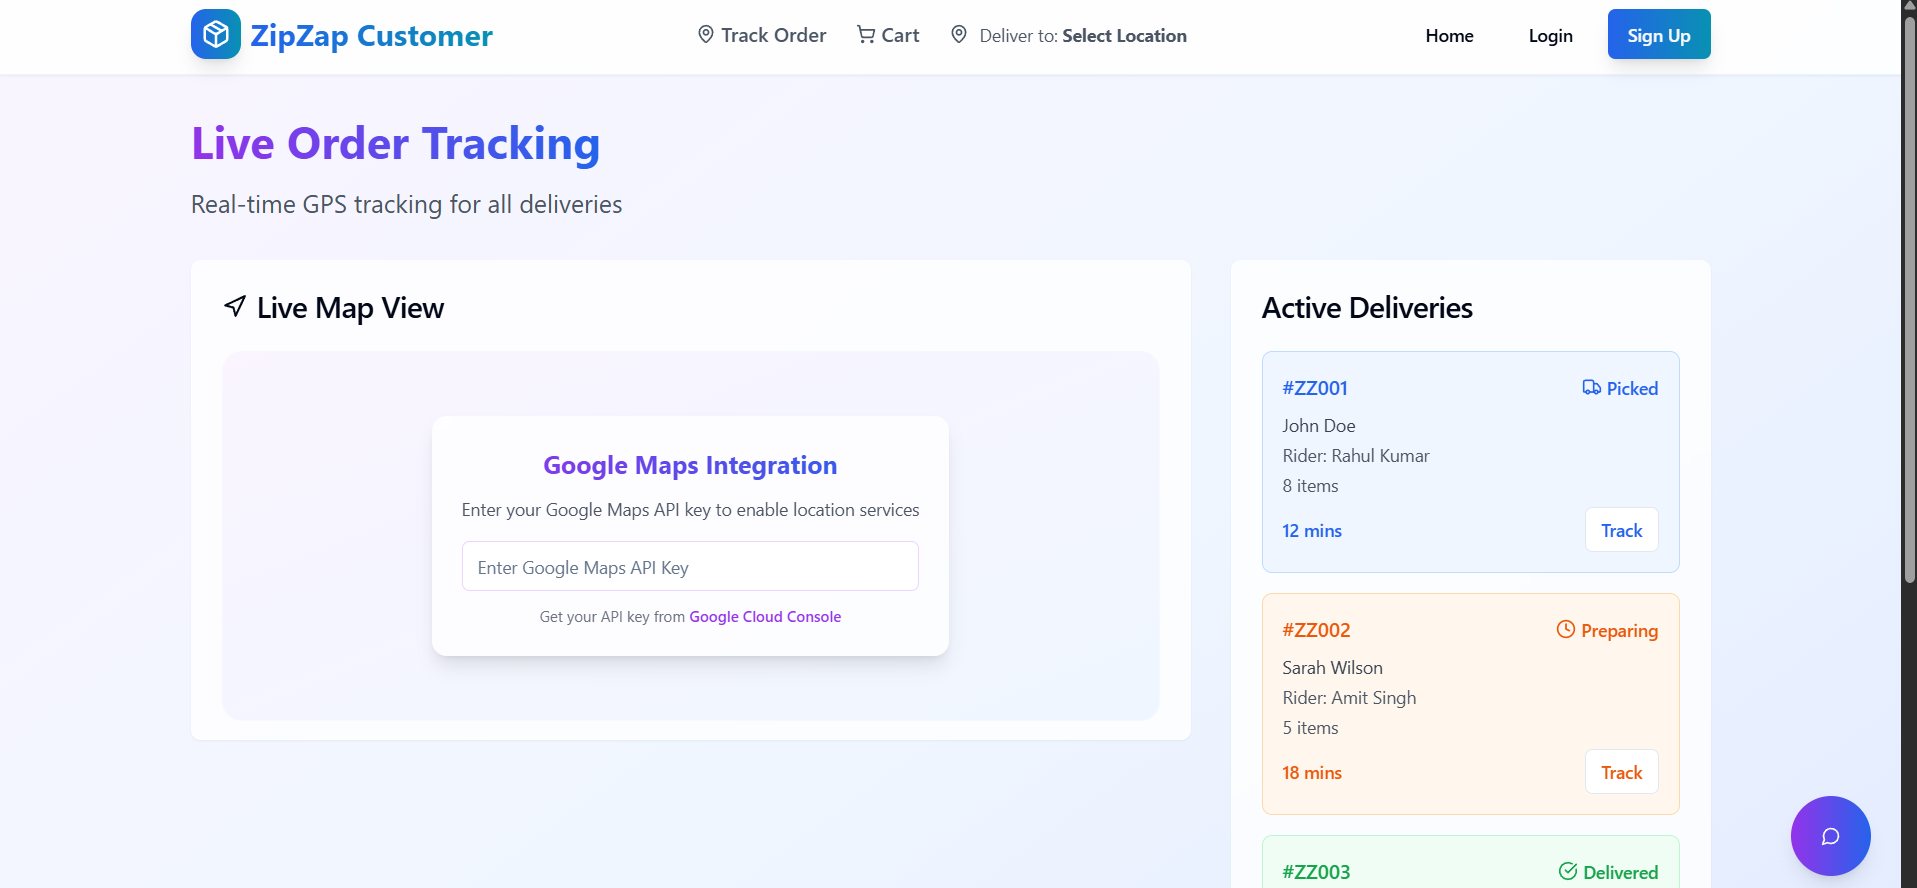 ZipZap Customer
Track Order
Cart
Deliver to: Select Location
Home
Login
Sign Up
Live Order Tracking
Real-time GPS tracking for all deliveries
Live Map View
Google Maps Integration
Enter your Google Maps API key to enable location services
Enter Google Maps API Key
Get your API key from Google Cloud Console
Active Deliveries
#ZZ001
Picked
John Doe
Rider: Rahul Kumar
8 items
12 mins
Track
#ZZ002
Preparing
Sarah Wilson
Rider: Amit Singh
5 items
18 mins
Track
#ZZ003
Delivered